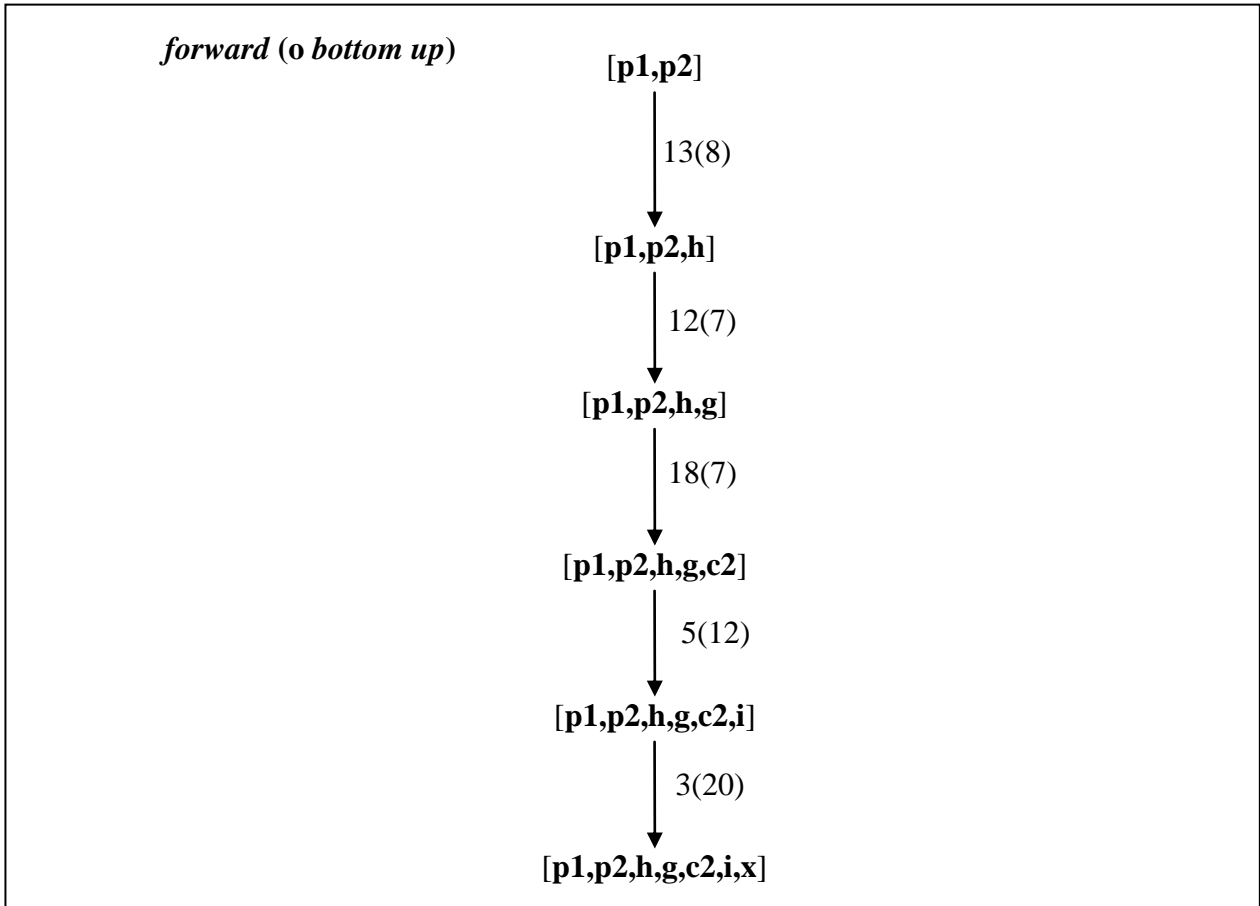 forward (o bottom up)
[p1,p2]
13(8)
[p1,p2,h]
12(7)
[p1,p2,h,g]
18(7)
[p1,p2,h,g,c2]
5(12)
[p1,p2,h,g,c2,i]
3(20)
[p1,p2,h,g,c2,i,x]